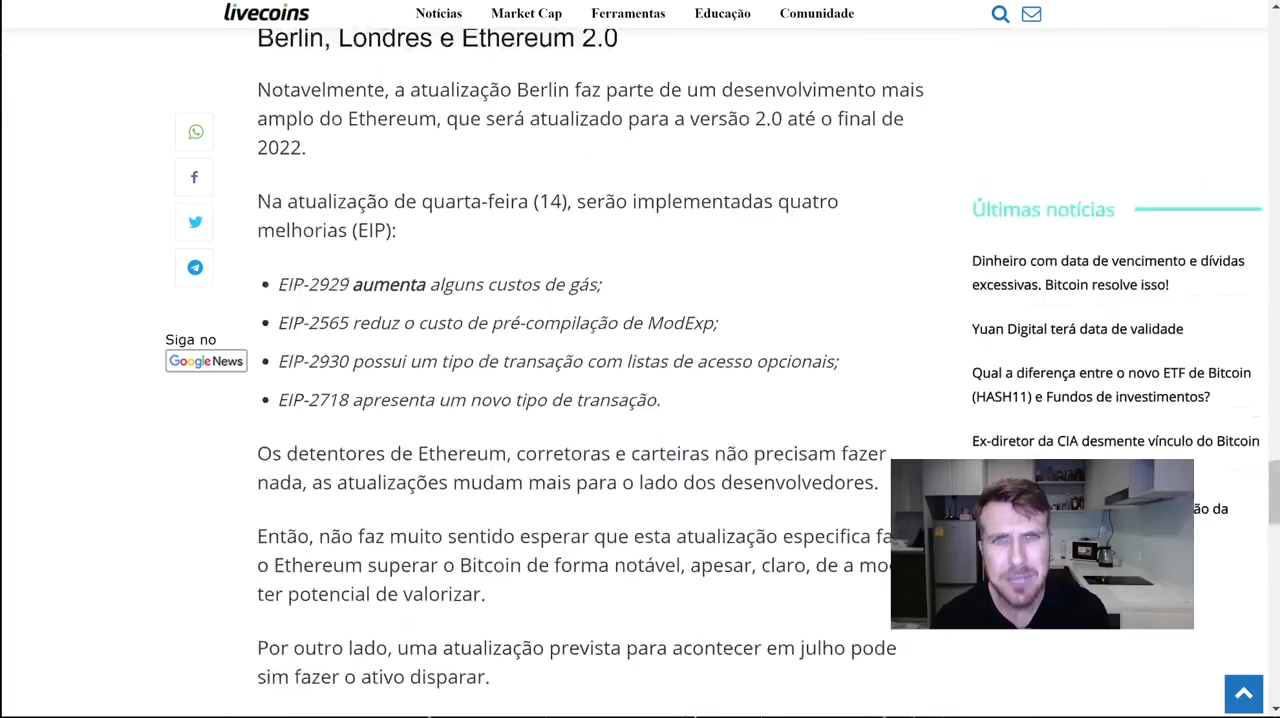 livecoins
Notícias
Market Cap
Ferramentas
Educação
Comunidade
Berlin, Londres e Ethereum 2.0
Notavelmente, a atualização Berlin faz parte de um desenvolvimento mais
amplo do Ethereum, que será atualizado para a versão 2.0 até o final de
2022.
Na atualização de quarta-feira (14), serão implementadas quatro
melhorias (EIP):
Siga no
Google News
• EIP-2929 aumenta alguns custos de gás;
• EIP-2565 reduz o custo de pré-compilação de ModExp;
• EIP-2930 possui um tipo de transação com listas de acesso opcionais;
• EIP-2718 apresenta um novo tipo de transação.
Os detentores de Ethereum, corretoras e carteiras não precisam fazer
nada, as atualizações mudam mais para o lado dos desenvolvedores.
Então, não faz muito sentido esperar que esta atualização especifica fa
o Ethereum superar o Bitcoin de forma notável, apesar, claro, de a mo
ter potencial de valorizar.
Por outro lado, uma atualização prevista para acontecer em julho pode
sim fazer o ativo disparar.
Últimas notícias
Dinheiro com data de vencimento e dívidas
excessivas. Bitcoin resolve isso!
Yuan Digital terá data de validade
Qual a diferença entre o novo ETF de Bitcoin
(HASH11) e Fundos de investimentos?
Ex-diretor da CIA desmente vínculo do Bitcoin
ão da